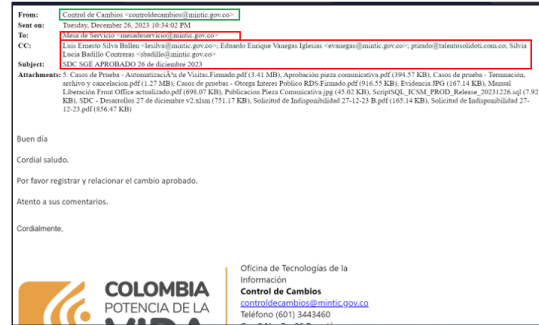 From: Control de Cambios <controldecambios@mintic.gov.co>
Sent on: Tuesday, December 26, 2023 10:34:02 PM
To: Mesa de Servicio <mesadeservicio@mintic.gov.co>
CC: Luis Ernesto Silva Ballen <lesilva@mintic.gov.co>; Eduardo Enrique Vanegas Iglesias <evanegas@mintic.gov.co>; ptirado@talentosolidoti.com.co; Silvia
Lucia Badillo Contreras <sbadillo@mintic.gov.co>
Subject: SDC SGE APROBADO 26 de diciembre 2023
Attachments: 5. Casos de Prueba - AutomatizaciÃ³n de Visitas.Firmado.pdf (3.41 MB), Aprobación pieza comunicativa.pdf (394.57 KB), Casos de prueba - Terminación,
archivo y cancelación.pdf (1.27 MB), Casos de pruebas - Otorga Interes Publico RDS.Firmado.pdf (916.55 KB), Evidencia.JPG (167.14 KB), Manual
Liberación Front Office actualizado.pdf (698.07 KB), Publicacion Pieza Comunicativa.jpg (45.02 KB), ScriptSQL_ICSM_PROD_Release_20231226.sql (7.92
KB), SDC - Desarrollos 27 de diciembre v2.xlsm (751.17 KB), Solicitud de Indisponibilidad 27-12-23 B.pdf (165.14 KB), Solicitud de Indisponibilidad 27-
12-23.pdf (856.47 KB)
Buen día
Cordial saludo.
Por favor registrar y relacionar el cambio aprobado.
Atento a sus comentarios.
Cordialmente,
COLOMBIA
POTENCIA DE LA
VIDA
Oficina de Tecnologías de la
Información
Control de Cambios
controldecambios@mintic.gov.co
Teléfono (601) 3443460